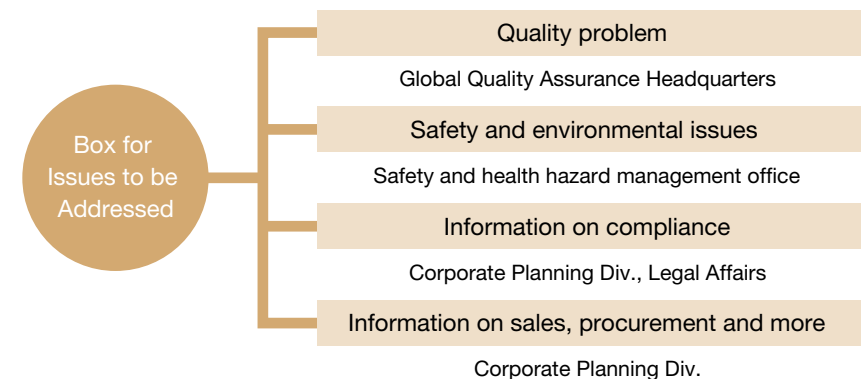 Box for
Issues to be
Addressed
Quality problem
Global Quality Assurance Headquarters
Safety and environmental issues
Safety and health hazard management office
Information on compliance
Corporate Planning Div., Legal Affairs
Information on sales, procurement and more
Corporate Planning Div.